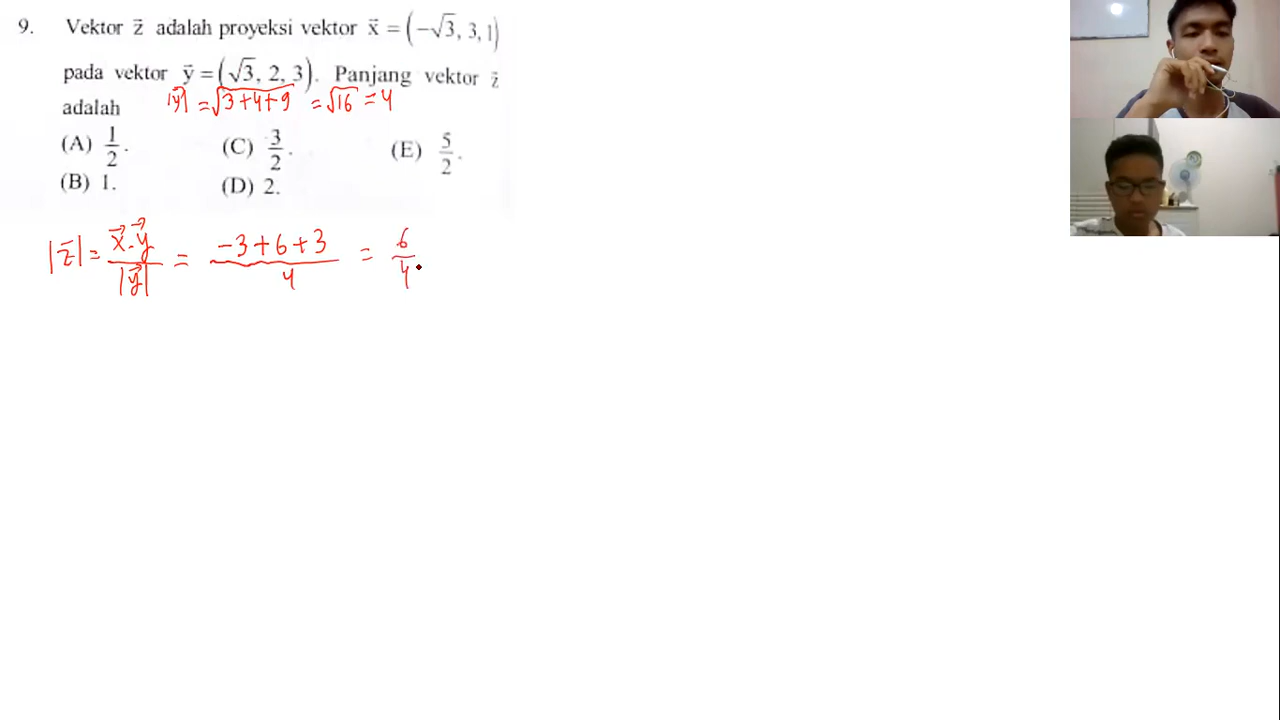 9. Vektor z⃗ adalah proyeksi vektor x⃗ = (−√3, 3, 1)
pada vektor y⃗ = (√3, 2, 3). Panjang vektor z⃗
adalah
|y⃗| = √(3+4+9) = √16 = 4
(A) 1/2. (C) 3/2. (E) 5/2.
(B) 1. (D) 2.
|z⃗| = x⃗·y⃗/|y⃗| = −3+6+3/4 = 6/4